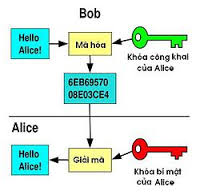 Bob
Hello
Alice!
Mã hóa
Khóa công khai
của Alice
6EB69570
08E03CE4
Alice
Hello
Alice!
Giải mã
Khóa bí mật
của Alice